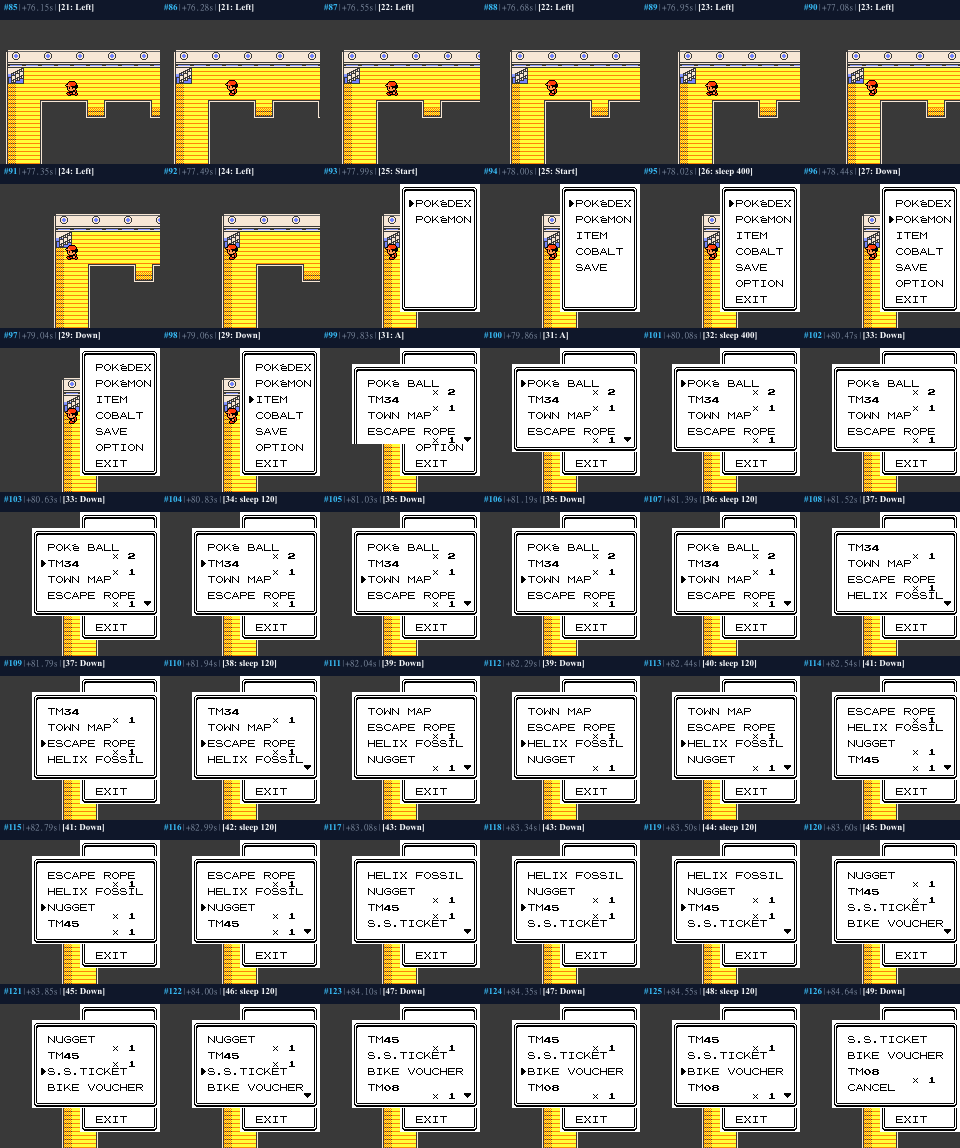 #85|+76.15s| [21: Left]
#86|+76.28s| [21: Left]
#87|+76.55s| [22: Left]
#88|+76.68s| [22: Left]
#89|+76.95s| [23: Left]
#90|+77.08s| [23: Left]
#91|+77.35s| [24: Left]
#92|+77.49s| [24: Left]
#93|+77.99s| [25: Start]
POKéDEX
POKéMON
#94|+78.00s| [25: Start]
POKéDEX
POKéMON
ITEM
COBALT
SAVE
#95|+78.02s| [26: sleep 400]
POKéDEX
POKéMON
ITEM
COBALT
SAVE
OPTION
EXIT
#96|+78.44s| [27: Down]
POKéDEX
POKéMON
ITEM
COBALT
SAVE
OPTION
EXIT
#97|+79.04s| [29: Down]
POKéDEX
POKéMON
ITEM
COBALT
SAVE
OPTION
EXIT
#98|+79.06s| [29: Down]
POKéDEX
POKéMON
ITEM
COBALT
SAVE
OPTION
EXIT
#99|+79.83s| [31: A]
POKé BALL
× 2
TM34
× 1
TOWN MAP
ESCAPE ROPE
× 1
OPTION
EXIT
#100|+79.86s| [31: A]
POKé BALL
× 2
TM34
× 1
TOWN MAP
ESCAPE ROPE
× 1
EXIT
#101|+80.08s| [32: sleep 400]
POKé BALL
× 2
TM34
× 1
TOWN MAP
ESCAPE ROPE
× 1
EXIT
#102|+80.47s| [33: Down]
POKé BALL
× 2
TM34
× 1
TOWN MAP
ESCAPE ROPE
× 1
EXIT
#103|+80.63s| [33: Down]
POKé BALL
× 2
TM34
× 1
TOWN MAP
ESCAPE ROPE
× 1
EXIT
#104|+80.83s| [34: sleep 120]
POKé BALL
× 2
TM34
× 1
TOWN MAP
ESCAPE ROPE
× 1
EXIT
#105|+81.03s| [35: Down]
POKé BALL
× 2
TM34
× 1
TOWN MAP
ESCAPE ROPE
× 1
EXIT
#106|+81.19s| [35: Down]
POKé BALL
× 2
TM34
× 1
TOWN MAP
ESCAPE ROPE
× 1
EXIT
#107|+81.39s| [36: sleep 120]
POKé BALL
× 2
TM34
× 1
TOWN MAP
ESCAPE ROPE
× 1
EXIT
#108|+81.52s| [37: Down]
TM34
× 1
TOWN MAP
ESCAPE ROPE
× 1
HELIX FOSSIL
EXIT
#109|+81.79s| [37: Down]
TM34
× 1
TOWN MAP
ESCAPE ROPE
× 1
HELIX FOSSIL
EXIT
#110|+81.94s| [38: sleep 120]
TM34
× 1
TOWN MAP
ESCAPE ROPE
× 1
HELIX FOSSIL
EXIT
#111|+82.04s| [39: Down]
TOWN MAP
ESCAPE ROPE
× 1
HELIX FOSSIL
NUGGET
× 1
EXIT
#112|+82.29s| [39: Down]
TOWN MAP
ESCAPE ROPE
× 1
HELIX FOSSIL
NUGGET
× 1
EXIT
#113|+82.44s| [40: sleep 120]
TOWN MAP
ESCAPE ROPE
× 1
HELIX FOSSIL
NUGGET
× 1
EXIT
#114|+82.54s| [41: Down]
ESCAPE ROPE
× 1
HELIX FOSSIL
NUGGET
× 1
TM45
× 1
EXIT
#115|+82.79s| [41: Down]
ESCAPE ROPE
× 1
HELIX FOSSIL
NUGGET
× 1
TM45
× 1
EXIT
#116|+82.99s| [42: sleep 120]
ESCAPE ROPE
× 1
HELIX FOSSIL
NUGGET
× 1
TM45
× 1
EXIT
#117|+83.08s| [43: Down]
HELIX FOSSIL
NUGGET
× 1
TM45
× 1
S.S.TICKET
EXIT
#118|+83.34s| [43: Down]
HELIX FOSSIL
NUGGET
× 1
TM45
× 1
S.S.TICKET
EXIT
#119|+83.50s| [44: sleep 120]
HELIX FOSSIL
NUGGET
× 1
TM45
× 1
S.S.TICKET
EXIT
#120|+83.60s| [45: Down]
NUGGET
× 1
TM45
× 1
S.S.TICKET
BIKE VOUCHER
EXIT
#121|+83.85s| [45: Down]
NUGGET
× 1
TM45
× 1
S.S.TICKET
BIKE VOUCHER
EXIT
#122|+84.00s| [46: sleep 120]
NUGGET
× 1
TM45
× 1
S.S.TICKET
BIKE VOUCHER
EXIT
#123|+84.10s| [47: Down]
TM45
× 1
S.S.TICKET
BIKE VOUCHER
TM08
× 1
EXIT
#124|+84.35s| [47: Down]
TM45
× 1
S.S.TICKET
BIKE VOUCHER
TM08
× 1
EXIT
#125|+84.55s| [48: sleep 120]
TM45
× 1
S.S.TICKET
BIKE VOUCHER
TM08
× 1
EXIT
#126|+84.64s| [49: Down]
S.S.TICKET
BIKE VOUCHER
TM08
× 1
CANCEL
EXIT